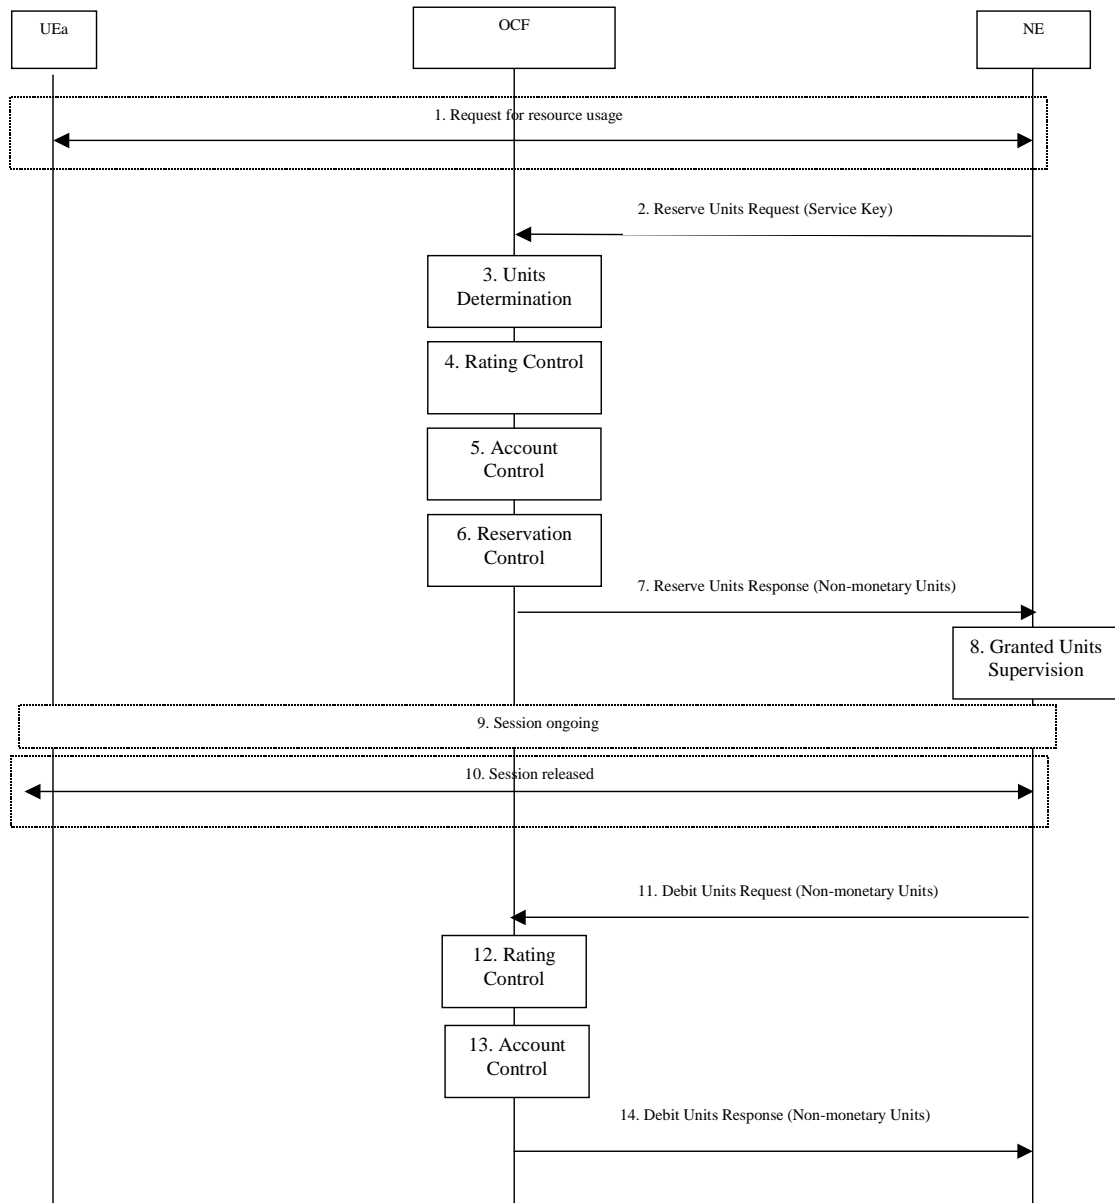 UEa
OCF
NE
1. Request for resource usage
2. Reserve Units Request (Service Key)
3. Units
Determination
4. Rating Control
5. Account
Control
6. Reservation
Control
7. Reserve Units Response (Non-monetary Units)
8. Granted Units
Supervision
9. Session ongoing
10. Session released
11. Debit Units Request (Non-monetary Units)
12. Rating
Control
13. Account
Control
14. Debit Units Response (Non-monetary Units)